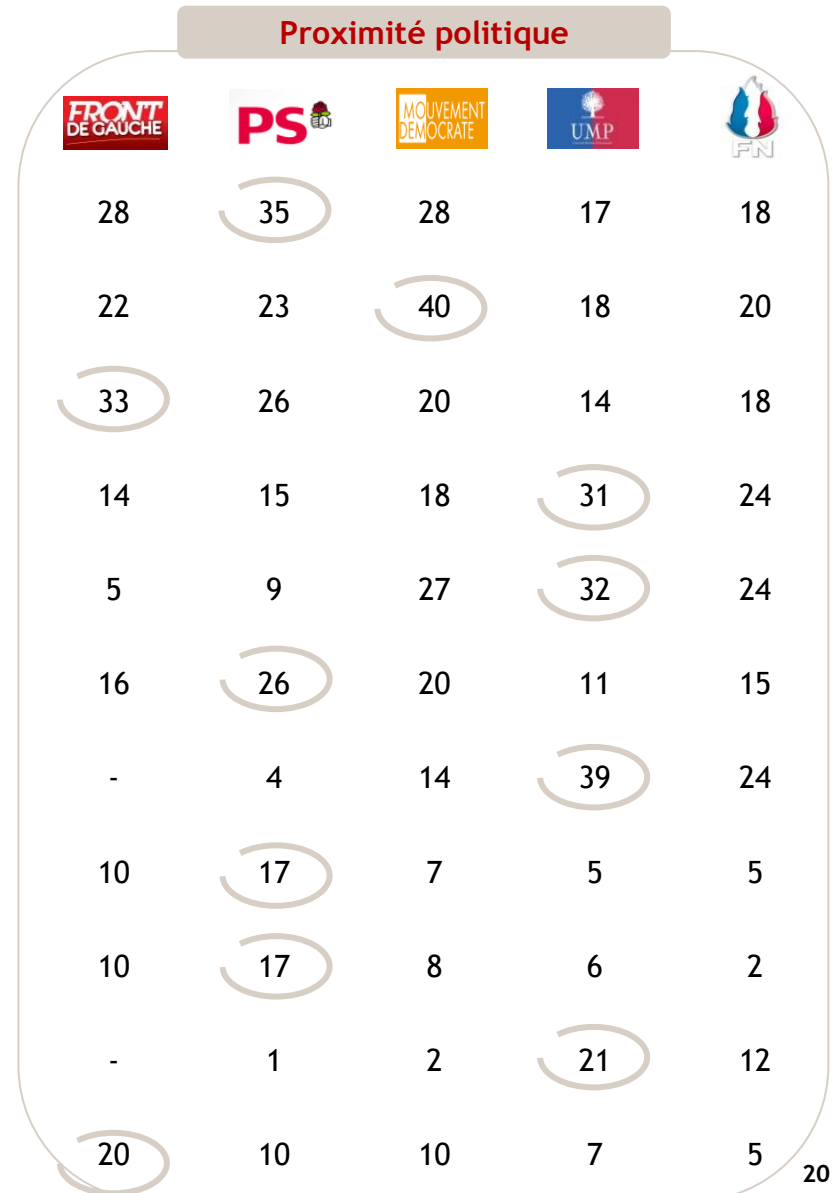 Proximité politique
FRONT DE GAUCHE PS MOUVEMENT DEMOCRATE UMP FN
28 35 28 17 18
22 23 40 18 20
33 26 20 14 18
14 15 18 31 24
5 9 27 32 24
16 26 20 11 15
- 4 14 39 24
10 17 7 5 5
10 17 8 6 2
- 1 2 21 12
20 10 10 7 5
20